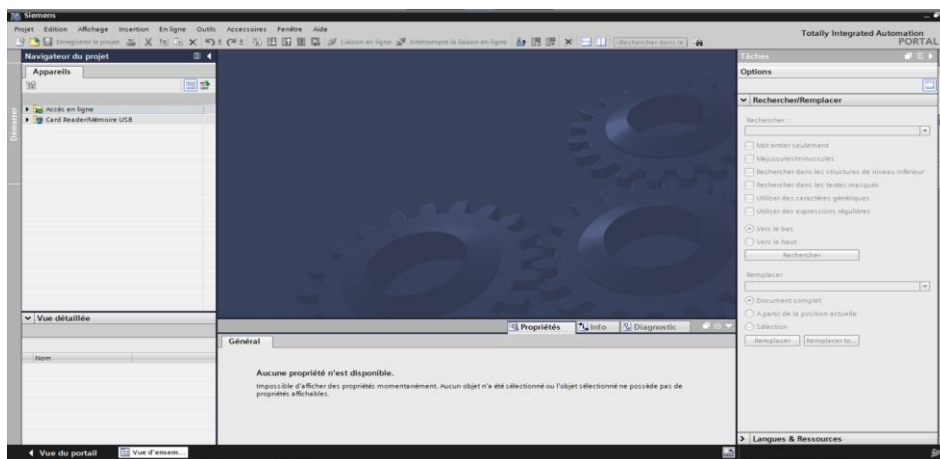 Siemens
Projet Edition Affichage Insertion En ligne Outils Accessoires Fenêtre Aide
Totally Integrated Automation
PORTAL
Enregistrer le projet
Liaison en ligne
Interrompre la liaison en ligne
<Rechercher dans le
Navigateur du projet
Appareils
Démarrer
Accès en ligne
Card Reader/Mémoire USB
Vue détaillée
Nom
Propriétés
Info
Diagnostic
Général
Aucune propriété n'est disponible.
Impossible d'afficher des propriétés momentanément. Aucun objet n'a été sélectionné ou l'objet sélectionné ne possède pas de
propriétés affichables.
Tâches
Options
Rechercher/Remplacer
Rechercher :
Mot entier seulement
Majuscules/minuscules
Rechercher dans les structures de niveau inférieur
Rechercher dans les textes masqués
Utiliser des caractères génériques
Utiliser des expressions régulières
Vers le bas
Vers le haut
Rechercher
Remplacer
Document complet
A partir de la position actuelle
Sélection
Remplacer
Remplacer to...
Langues & Ressources
Vue du portail
Vue d'ensem...